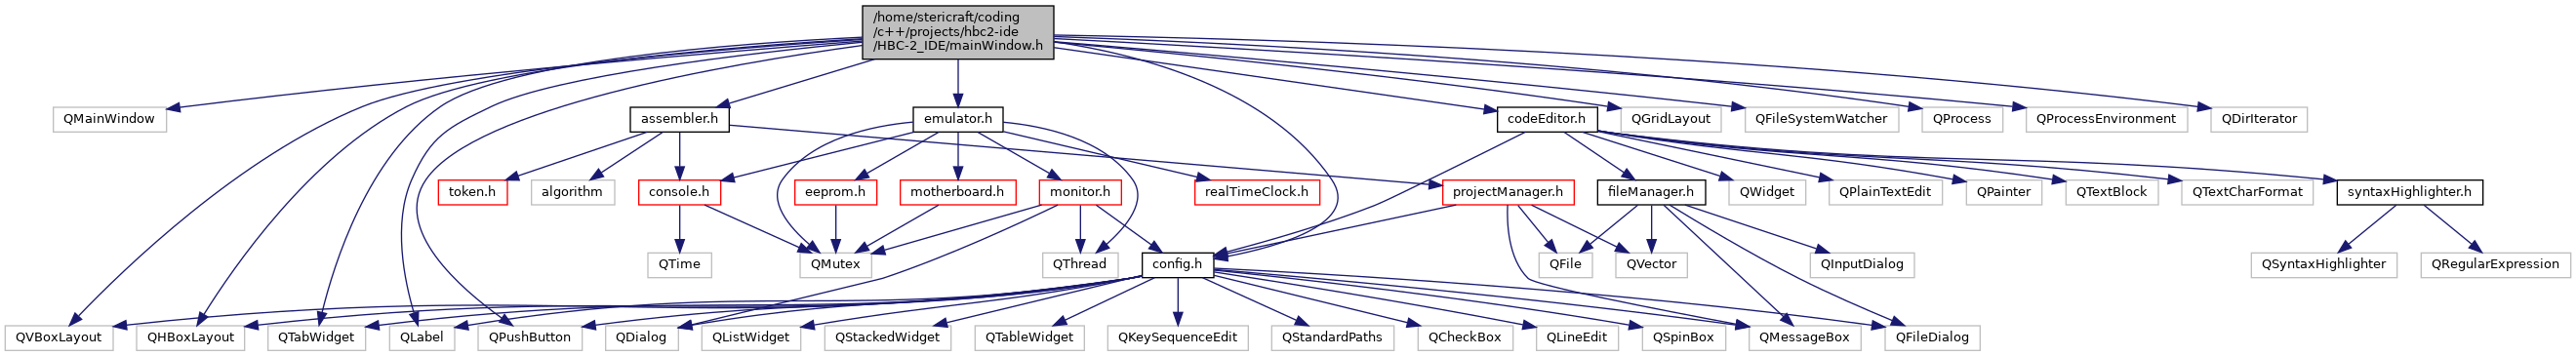 /home/stericraft/coding
/c++/projects/hbc2-ide
/HBC-2_IDE/mainWindow.h
QMainWindow
assembler.h
emulator.h
codeEditor.h
QGridLayout
QFileSystemWatcher
QProcess
QProcessEnvironment
QDirIterator
token.h
algorithm
console.h
eeprom.h
motherboard.h
monitor.h
realTimeClock.h
projectManager.h
fileManager.h
QWidget
QPlainTextEdit
QPainter
QTextBlock
QTextCharFormat
syntaxHighlighter.h
QTime
QMutex
QThread
config.h
QFile
QVector
QInputDialog
QSyntaxHighlighter
QRegularExpression
QVBoxLayout
QHBoxLayout
QTabWidget
QLabel
QPushButton
QDialog
QListWidget
QStackedWidget
QTableWidget
QKeySequenceEdit
QStandardPaths
QCheckBox
QLineEdit
QSpinBox
QMessageBox
QFileDialog